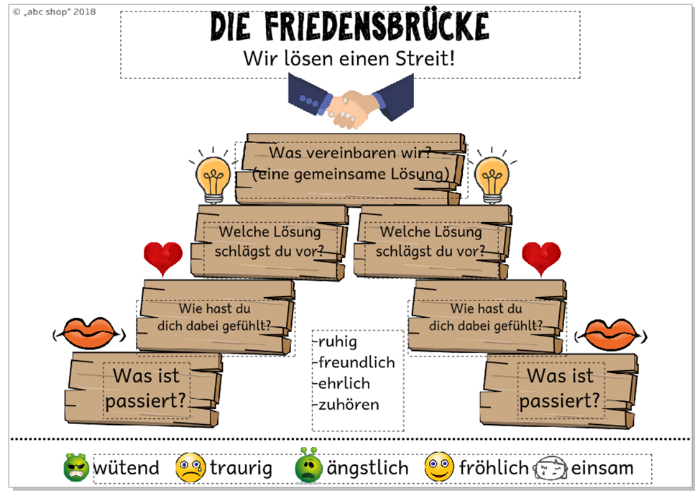 © „abc shop“ 2018
DIE FRIEDENSBRÜCKE
Wir lösen einen Streit!
Was vereinbaren wir?
(eine gemeinsame Lösung)
Welche Lösung
schlägst du vor?
Welche Lösung
schlägst du vor?
Wie hast du
dich dabei gefühlt?
Wie hast du
dich dabei gefühlt?
Was ist
passiert?
-ruhig
-freundlich
-ehrlich
-zuhören
Was ist
passiert?
wütend traurig ängstlich fröhlich einsam